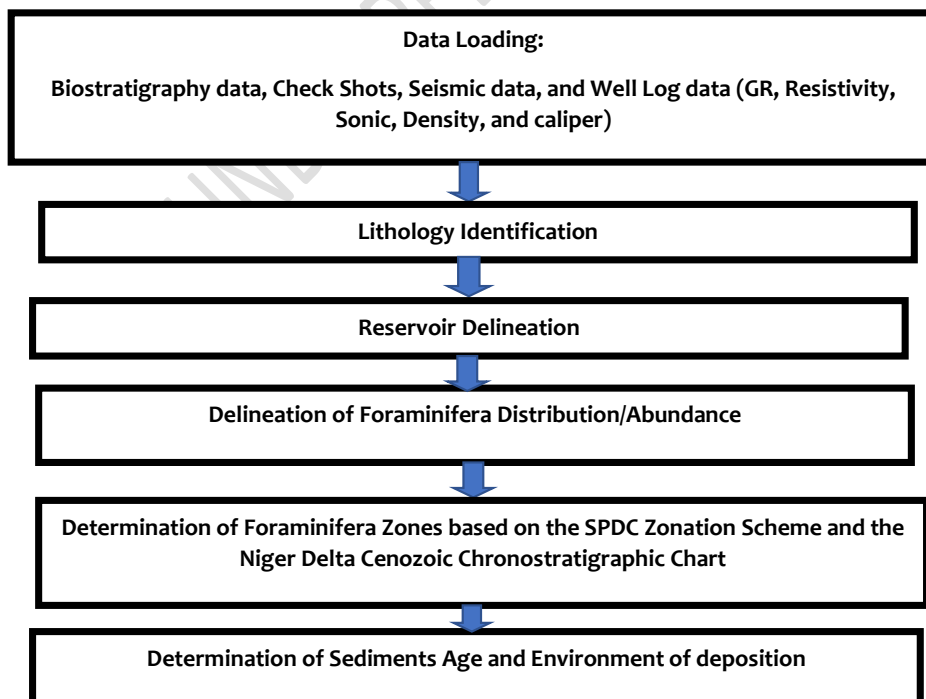 Data Loading:
Biostratigraphy data, Check Shots, Seismic data, and Well Log data (GR, Resistivity,
Sonic, Density, and caliper)
Lithology Identification
Reservoir Delineation
Delineation of Foraminifera Distribution/Abundance
Determination of Foraminifera Zones based on the SPDC Zonation Scheme and the
Niger Delta Cenozoic Chronostratigraphic Chart
Determination of Sediments Age and Environment of deposition